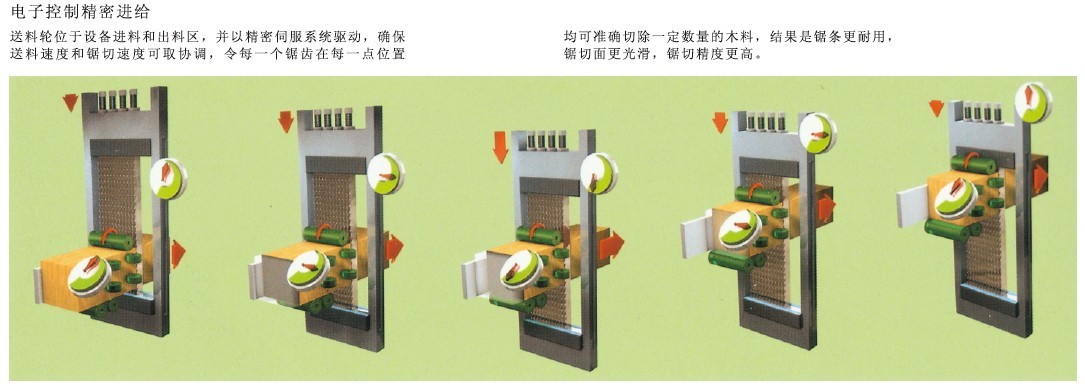 电子控制精密进给
送料轮位于设备进料和出料区，并以精密伺服系统驱动，确保
送料速度和锯切速度可取协调，令每一个锯齿在每一点位置
均可准确切除一定数量的木料，结果是锯条更耐用，
锯切面更光滑，锯切精度更高。